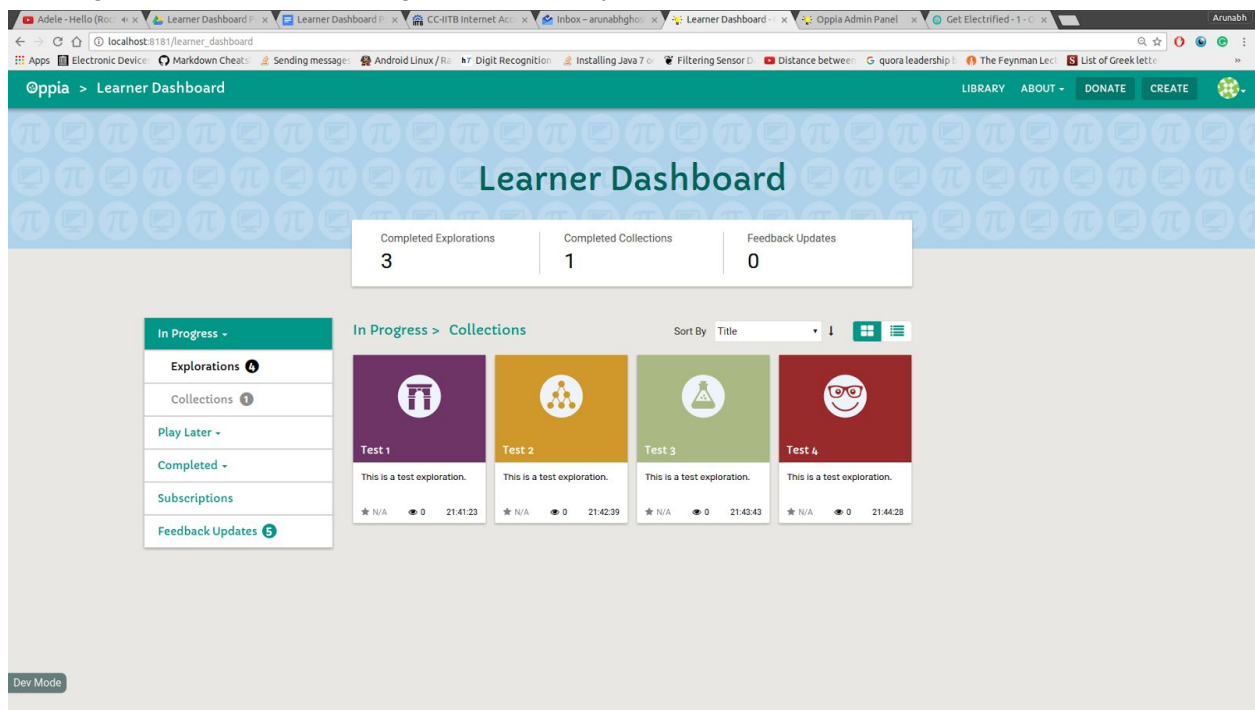 Adele - Hello (Roc
Learner Dashboard P
Learner Dashboard P
CC-IITB Internet Acc
Inbox – arunabhghos
Learner Dashboard -
Oppia Admin Panel
Get Electrified - 1 - O
Arunabh
localhost:8181/learner_dashboard
Apps Electronic Device Markdown Cheats Sending messages Android Linux / Ra Digit Recognition Installing Java 7 o Filtering Sensor D Distance between quora leadership The Feynman Lect List of Greek lette
Oppia > Learner Dashboard LIBRARY ABOUT DONATE CREATE
Learner Dashboard
Completed Explorations Completed Collections Feedback Updates
3 1 0
In Progress
Explorations 4
Collections 1
Play Later
Completed
Subscriptions
Feedback Updates 5
In Progress > Collections Sort By Title
Test 1 Test 2 Test 3 Test 4
This is a test exploration. This is a test exploration. This is a test exploration. This is a test exploration.
N/A 0 21:41:23 N/A 0 21:42:39 N/A 0 21:43:43 N/A 0 21:44:28
Dev Mode